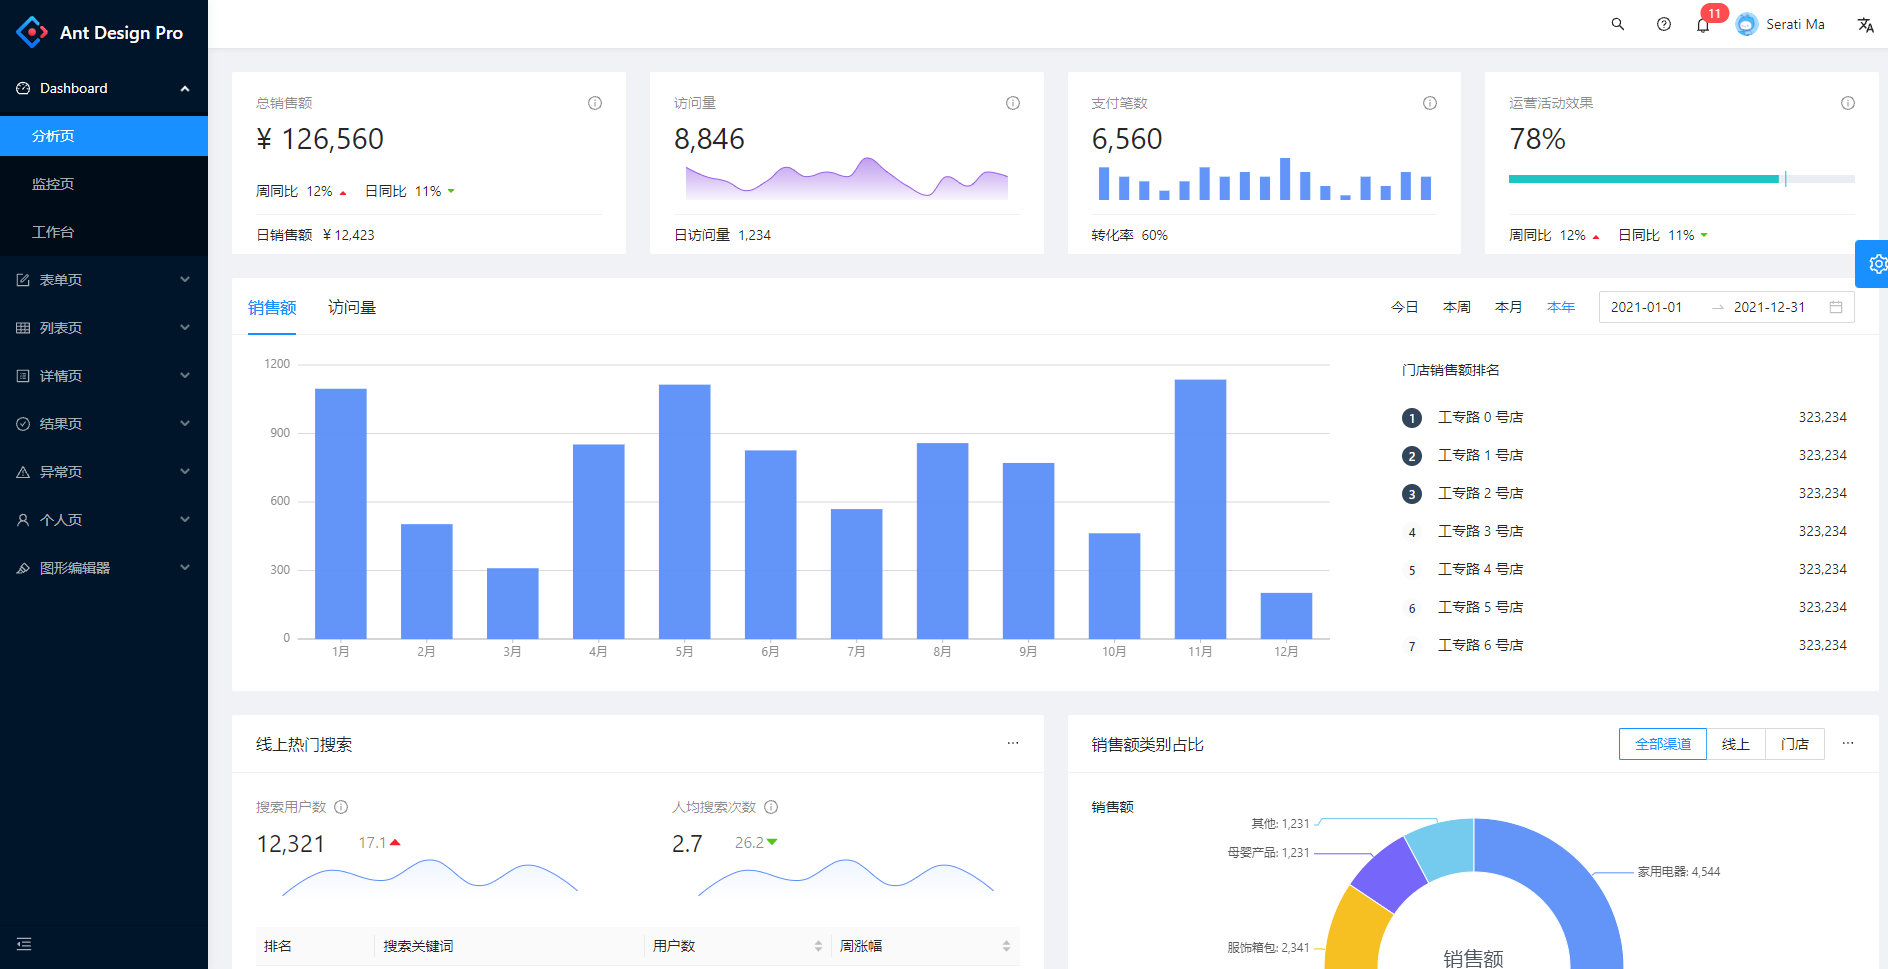 Ant Design Pro
11
Serati Ma
Dashboard
分析页
监控页
工作台
表单页
列表页
详情页
结果页
异常页
个人页
图形编辑器
总销售额
¥ 126,560
周同比 12% 日同比 11%
日销售额 ¥ 12,423
访问量
8,846
日访问量 1,234
支付笔数
6,560
转化率 60%
运营活动效果
78%
周同比 12% 日同比 11%
销售额 访问量
今日 本周 本月 本年 2021-01-01 2021-12-31
1200
900
600
300
0
1月 2月 3月 4月 5月 6月 7月 8月 9月 10月 11月 12月
门店销售额排名
1 工专路 0 号店 323,234
2 工专路 1 号店 323,234
3 工专路 2 号店 323,234
4 工专路 3 号店 323,234
5 工专路 4 号店 323,234
6 工专路 5 号店 323,234
7 工专路 6 号店 323,234
线上热门搜索
搜索用户数
12,321 17.1
人均搜索次数
2.7 26.2
排名 搜索关键词 用户数 周涨幅
销售额类别占比
全部渠道 线上 门店
销售额
其他: 1,231
母婴产品: 1,231
家用电器: 4,544
服饰箱包: 2,341
销售额